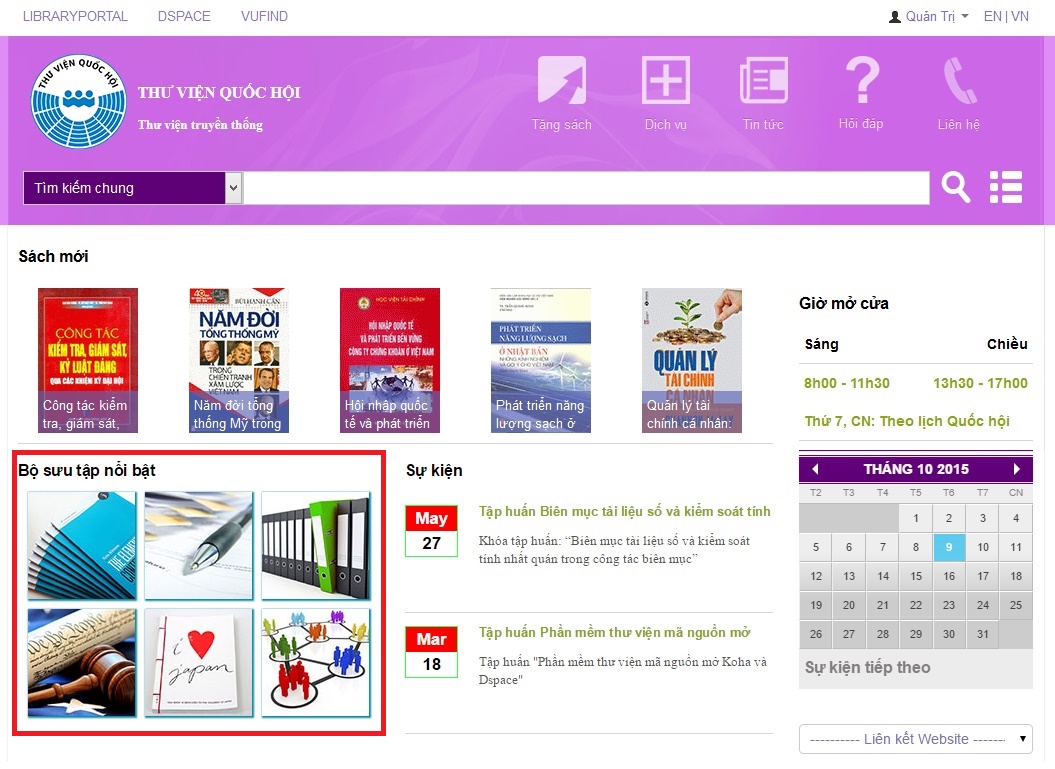 LIBRARYPORTAL DSPACE VUFIND Quản Trị EN | VN
THƯ VIỆN QUỐC HỘI
THƯ VIỆN QUỐC HỘI
Thư viện truyền thống
Tặng sách Dịch vụ Tin tức Hỏi đáp Liên hệ
Tìm kiếm chung
Sách mới
CÔNG TÁC
KIỂM TRA, GIÁM SÁT,
KỶ LUẬT ĐẢNG
QUA CÁC NHIỆM KỲ ĐẠI HỘI
Công tác kiểm
tra, giám sát,
BÙI HẠNH CẨN
NĂM ĐỜI
TỔNG THỐNG MỸ
TRONG
CHIẾN TRANH
XÂM LƯỢC
VIỆT NAM
Năm đời tổng
thống Mỹ trong
HỌC VIỆN TÀI CHÍNH
HỘI NHẬP QUỐC TẾ
VÀ PHÁT TRIỂN BỀN VỮNG
CÔNG TY CHỨNG KHOÁN Ở VIỆT NAM
Hội nhập quốc
tế và phát triển
PHÁT TRIỂN
NĂNG LƯỢNG SẠCH
Ở NHẬT BẢN
Phát triển năng
lượng sạch ở
QUẢN LÝ
TÀI CHÍNH
CÁ NHÂN
Quản lý tài
chính cá nhân:
Giờ mở cửa
Sáng Chiều
8h00 - 11h30 13h30 - 17h00
Thứ 7, CN: Theo lịch Quốc hội
Bộ sưu tập nổi bật
i
japan
Sự kiện
May
27
Tập huấn Biên mục tài liệu số và kiểm soát tính
Khóa tập huấn: “Biên mục tài liệu số và kiểm soát
tính nhất quán trong công tác biên mục”
Mar
18
Tập huấn Phần mềm thư viện mã nguồn mở
Tập huấn "Phần mềm thư viện mã nguồn mở Koha và
Dspace"
THÁNG 10 2015
T2 T3 T4 T5 T6 T7 CN
1 2 3 4
5 6 7 8 9 10 11
12 13 14 15 16 17 18
19 20 21 22 23 24 25
26 27 28 29 30 31
Sự kiện tiếp theo
---------- Liên kết Website ------